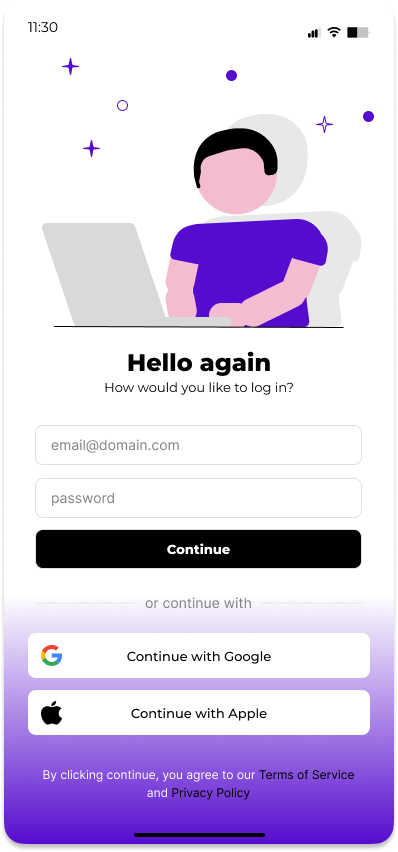 11:30
Hello again
How would you like to log in?
email@domain.com
password
Continue
or continue with
Continue with Google
Continue with Apple
By clicking continue, you agree to our Terms of Service
and Privacy Policy